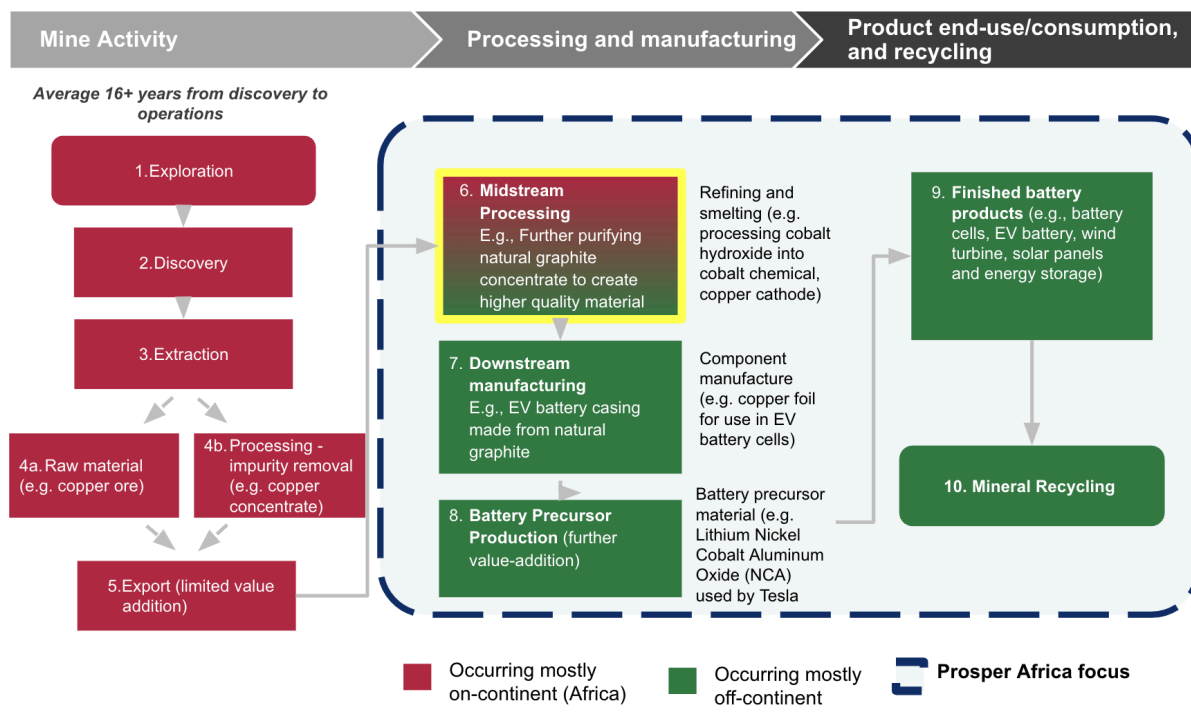 Mine Activity
Processing and manufacturing
Product end-use/consumption,
and recycling
Average 16+ years from discovery to
operations
1.Exploration
2.Discovery
3.Extraction
4a. Raw material
(e.g. copper ore)
4b. Processing -
impurity removal
(e.g. copper
concentrate)
5.Export (limited value
addition)
6. Midstream
Processing
E.g., Further purifying
natural graphite
concentrate to create
higher quality material
Refining and
smelting (e.g.
processing cobalt
hydroxide into
cobalt chemical,
copper cathode)
7. Downstream
manufacturing
E.g., EV battery casing
made from natural
graphite
Component
manufacture
(e.g. copper foil
for use in EV
battery cells)
8. Battery Precursor
Production (further
value-addition)
Battery precursor
material (e.g.
Lithium Nickel
Cobalt Aluminum
Oxide (NCA)
used by Tesla
9. Finished battery
products (e.g., battery
cells, EV battery, wind
turbine, solar panels
and energy storage)
10. Mineral Recycling
Occurring mostly
on-continent (Africa)
Occurring mostly
off-continent
Prosper Africa focus